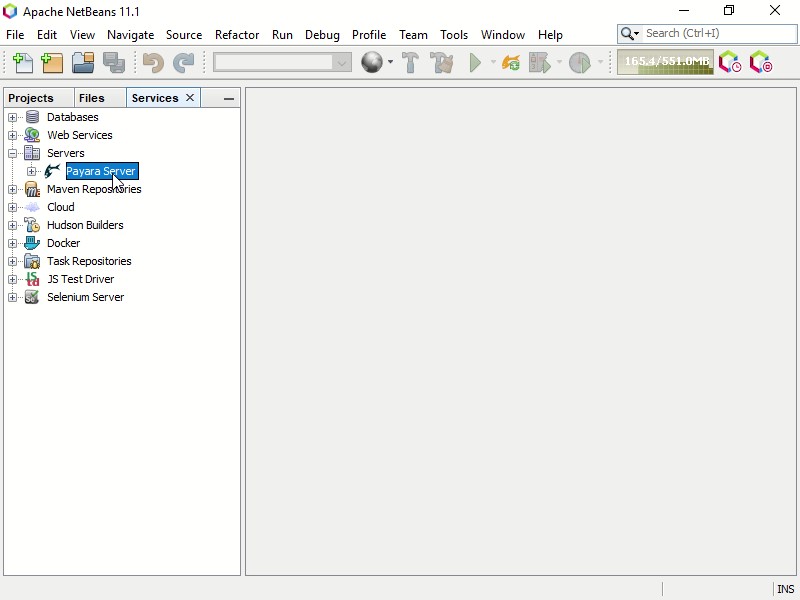 Apache NetBeans 11.1
File Edit View Navigate Source Refactor Run Debug Profile Team Tools Window Help
Search (Ctrl+I)
165.4/551.0MB
Projects Files Services
Databases
Web Services
Servers
Payara Server
Maven Repositories
Cloud
Hudson Builders
Docker
Task Repositories
JS Test Driver
Selenium Server
INS